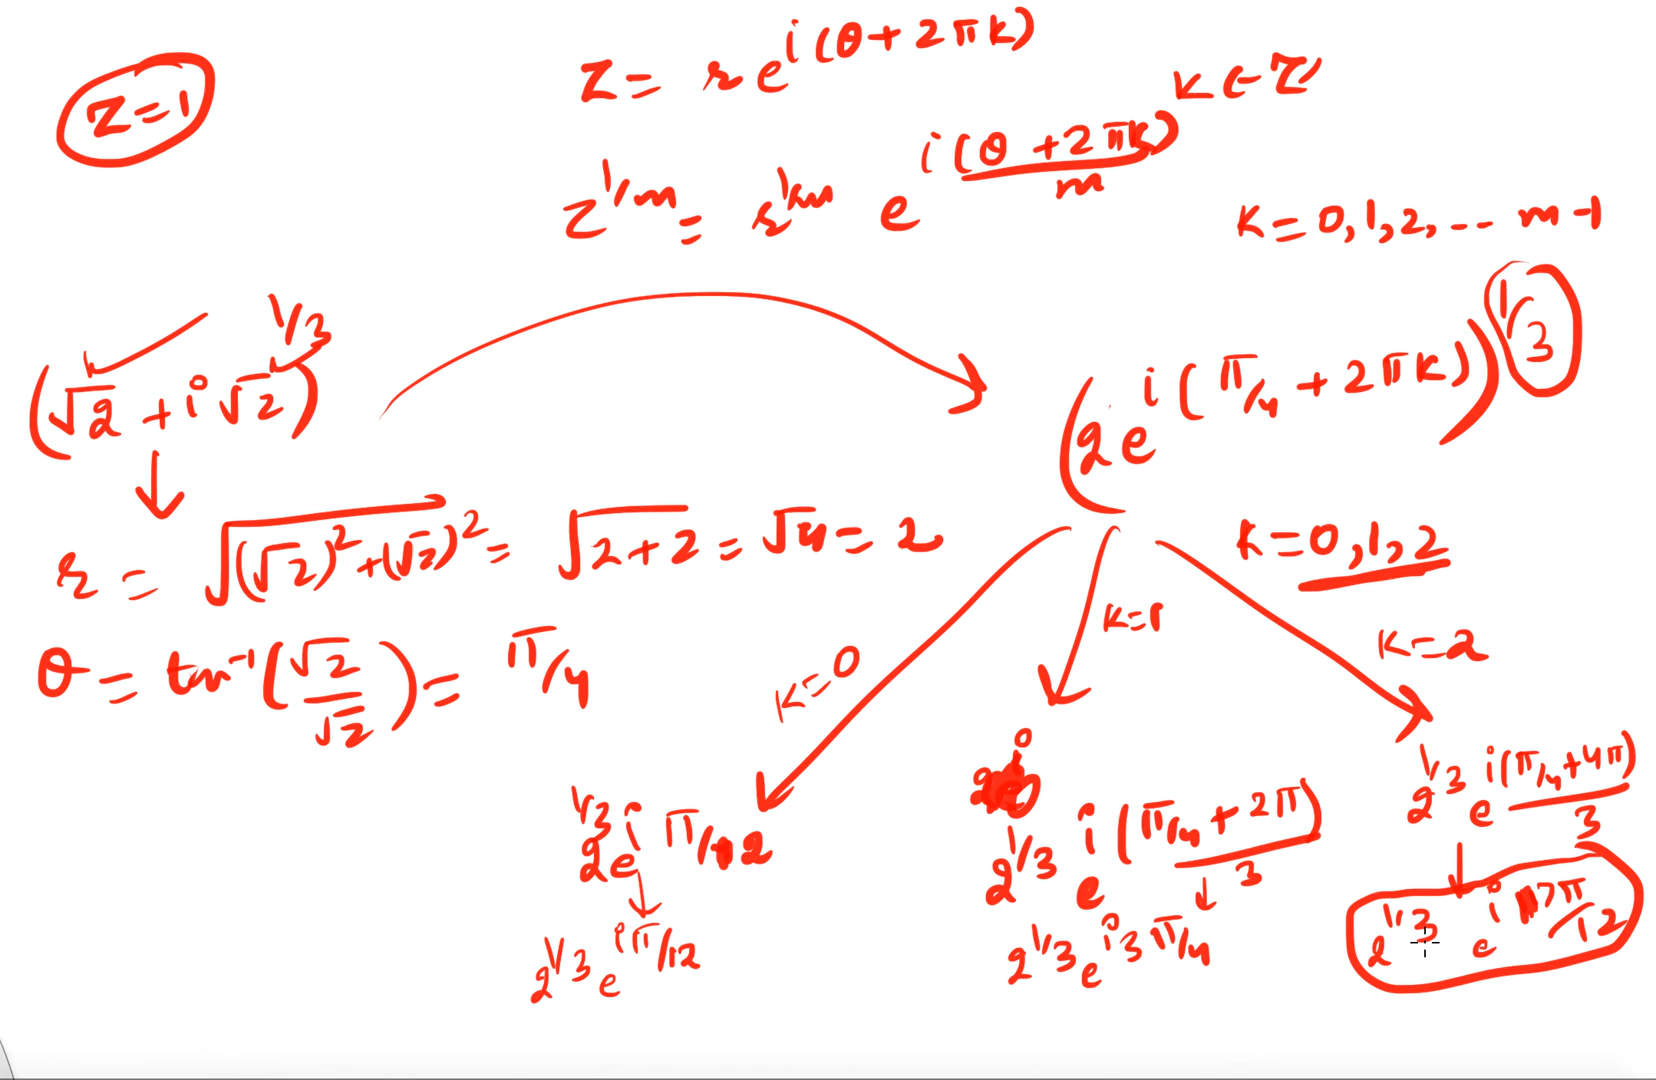 z=1
z = re^{i(θ+2πk)}
k∈Z
z^{1/m} = r^{1/m} e^{i(θ+2πk)/m}
k=0,1,2,... m-1
(√2 + i√2)^{1/3}
(2e^{i(π/4+2πk)})^{1/3}
r = √((√2)²+(√2)²) = √(2+2) = √4 = 2
k=0,1,2
θ = tan⁻¹(√2/√2) = π/4
k=0
k=1
k=2
2^{1/3}e^{iπ/12}
2^{1/3} e^{i(π/4+2π)/3}
2^{1/3} e^{i(π/4+4π)/3}
2^{1/3}e^{iπ/12}
2^{1/3}e^{i3π/4}
2^{1/3} e^{i17π/12}